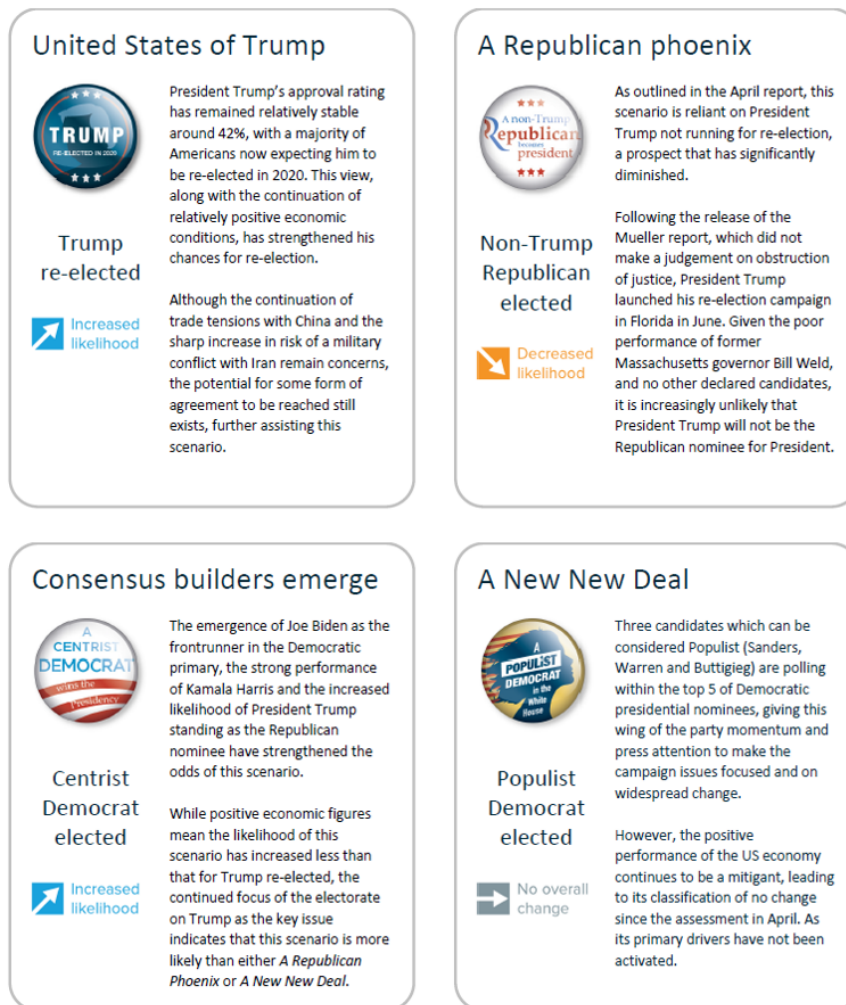 United States of Trump
TRUMP
RE-ELECTED IN 2020
Trump
re-elected
Increased
likelihood
President Trump's approval rating
has remained relatively stable
around 42%, with a majority of
Americans now expecting him to
be re-elected in 2020. This view,
along with the continuation of
relatively positive economic
conditions, has strengthened his
chances for re-election.
Although the continuation of
trade tensions with China and the
sharp increase in risk of a military
conflict with Iran remain concerns,
the potential for some form of
agreement to be reached still
exists, further assisting this
scenario.
A Republican phoenix
A non-Trump
Republican
becomes
president
Non-Trump
Republican
elected
Decreased
likelihood
As outlined in the April report, this
scenario is reliant on President
Trump not running for re-election,
a prospect that has significantly
diminished.
Following the release of the
Mueller report, which did not
make a judgement on obstruction
of justice, President Trump
launched his re-election campaign
in Florida in June. Given the poor
performance of former
Massachusetts governor Bill Weld,
and no other declared candidates,
it is increasingly unlikely that
President Trump will not be the
Republican nominee for President.
Consensus builders emerge
A
CENTRIST
DEMOCRAT
wins the
Presidency
Centrist
Democrat
elected
Increased
likelihood
The emergence of Joe Biden as the
frontrunner in the Democratic
primary, the strong performance
of Kamala Harris and the increased
likelihood of President Trump
standing as the Republican
nominee have strengthened the
odds of this scenario.
While positive economic figures
mean the likelihood of this
scenario has increased less than
that for Trump re-elected, the
continued focus of the electorate
on Trump as the key issue
indicates that this scenario is more
likely than either A Republican
Phoenix or A New New Deal.
A New New Deal
A
POPULIST
DEMOCRAT
in the
White
House
Populist
Democrat
elected
No overall
change
Three candidates which can be
considered Populist (Sanders,
Warren and Buttigieg) are polling
within the top 5 of Democratic
presidential nominees, giving this
wing of the party momentum and
press attention to make the
campaign issues focused and on
widespread change.
However, the positive
performance of the US economy
continues to be a mitigant, leading
to its classification of no change
since the assessment in April. As
its primary drivers have not been
activated.